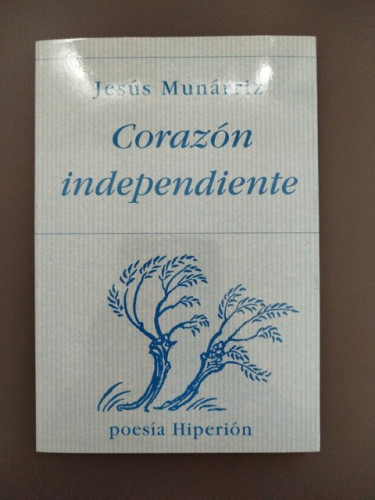 Jesús Munárriz
Corazón
independiente
poesía Hiperión